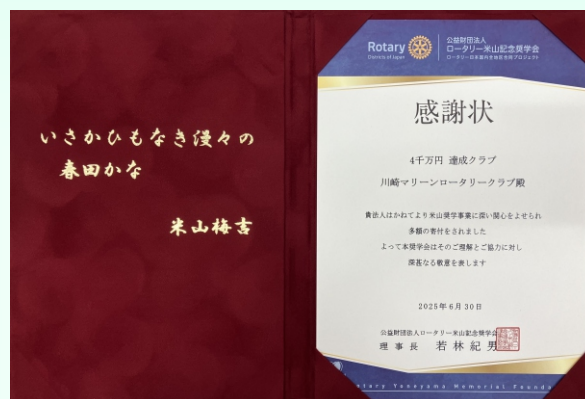 いさかひもなき漫々の
春田かな
米山梅吉
Rotary
Districts of Japan
公益財団法人
ロータリー米山記念奨学会
感謝状
4千万円 達成クラブ
川崎マリーンロータリークラブ殿
貴法人はかねてより米山奨学事業に深い関心をよせられ
多額の寄付をされました
よって本奨学会はそのご理解とご協力に対し
深甚なる敬意を表します
2025年6月30日
公益財団法人ロータリー米山記念奨学会
理事長 若林紀男
Rotary Yoneyama Memorial Founda